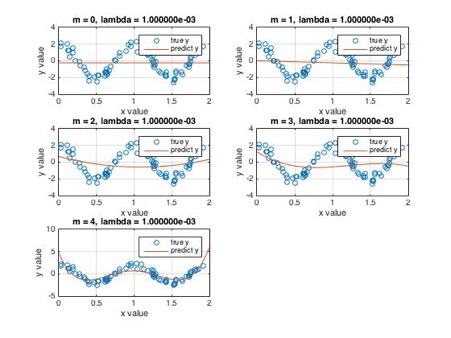 m = 0, lambda = 1.000000e-03
4
2
0
-2
-4
y value
0 0.5 1 1.5 2
x value
true y
predict y
m = 1, lambda = 1.000000e-03
4
2
0
-2
-4
y value
0 0.5 1 1.5 2
x value
true y
predict y
m = 2, lambda = 1.000000e-03
4
2
0
-2
-4
y value
0 0.5 1 1.5 2
x value
true y
predict y
m = 3, lambda = 1.000000e-03
4
2
0
-2
-4
y value
0 0.5 1 1.5 2
x value
true y
predict y
m = 4, lambda = 1.000000e-03
10
5
0
-5
y value
0 0.5 1 1.5 2
x value
true y
predict y